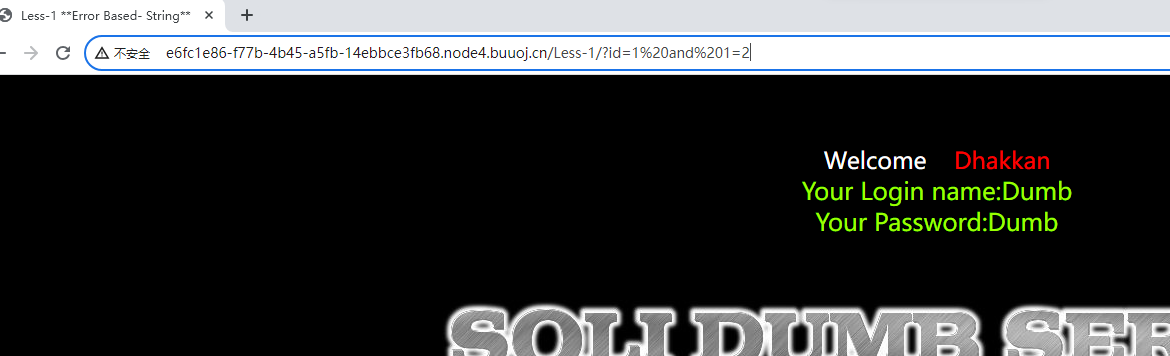 Less-1 **Error Based- String**
不安全 e6fc1e86-f77b-4b45-a5fb-14ebbce3fb68.node4.buuoj.cn/Less-1/?id=1%20and%201=2
Welcome Dhakkan
Your Login name:Dumb
Your Password:Dumb
SQLI DUMB SER